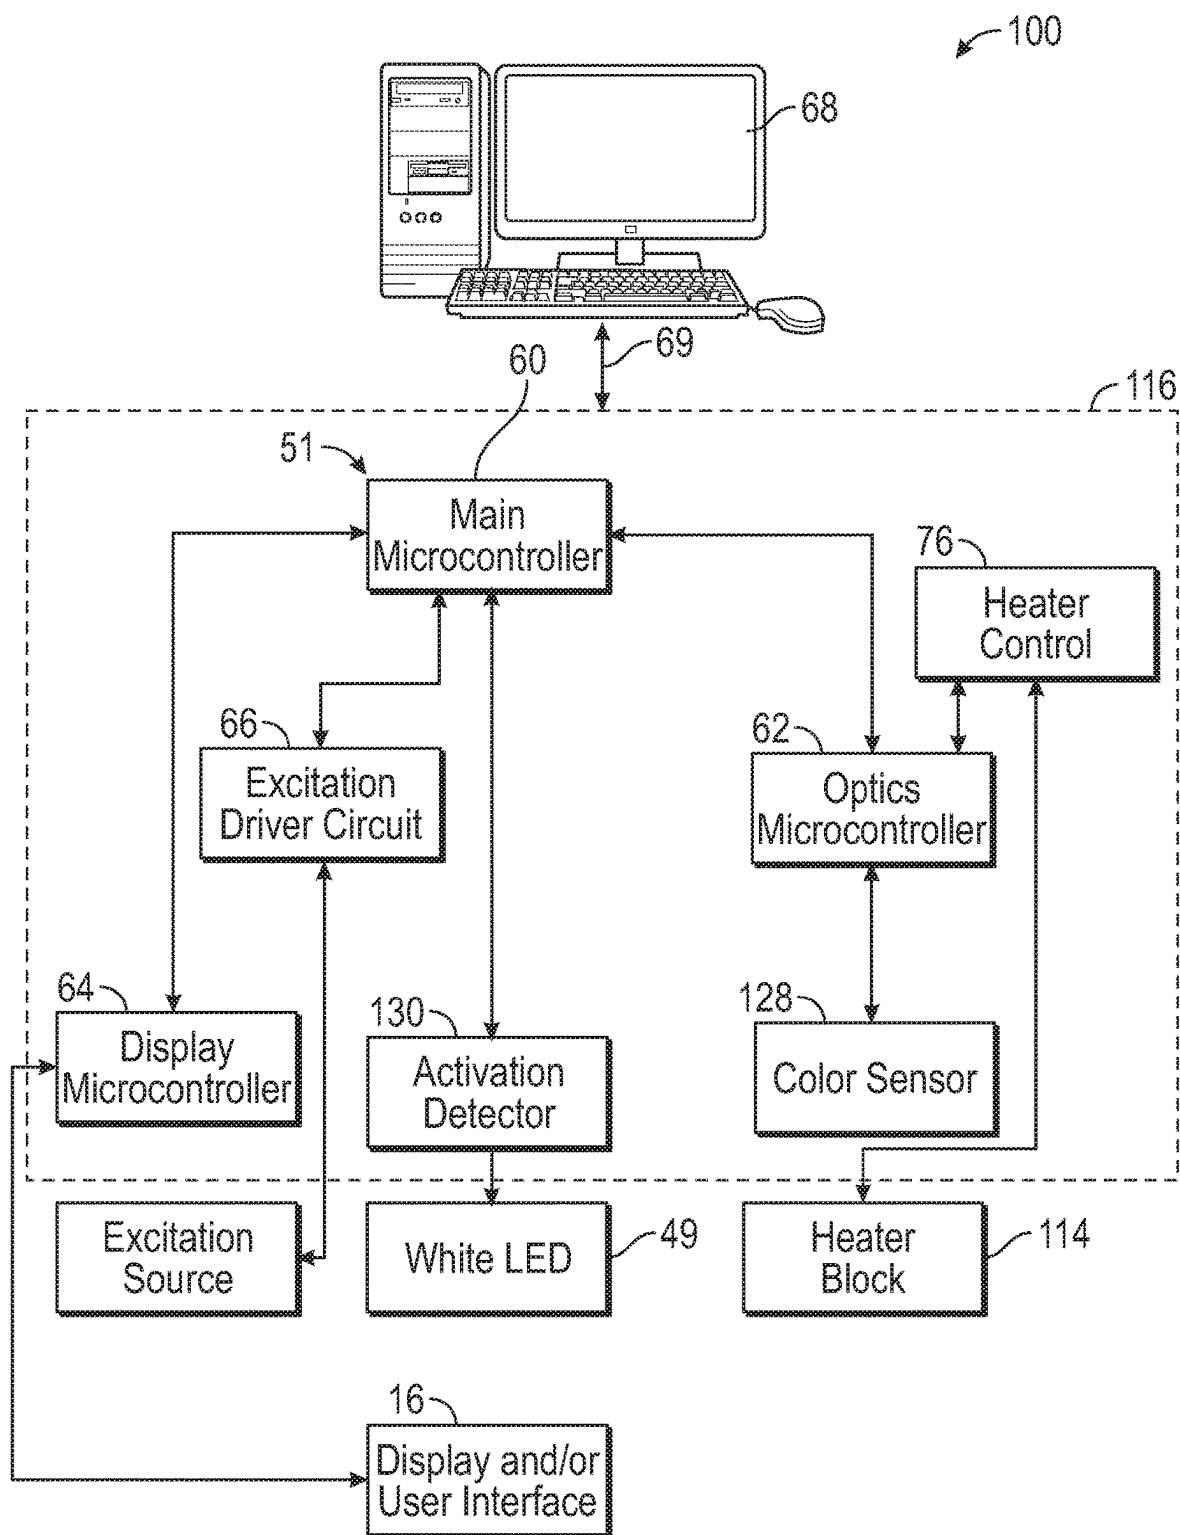 100
68
69
60
116
51
Main
Microcontroller
76
Heater
Control
66
Excitation
Driver Circuit
62
Optics
Microcontroller
64
Display
Microcontroller
130
Activation
Detector
128
Color Sensor
Excitation
Source
White LED
49
Heater
Block
114
16
Display and/or
User Interface